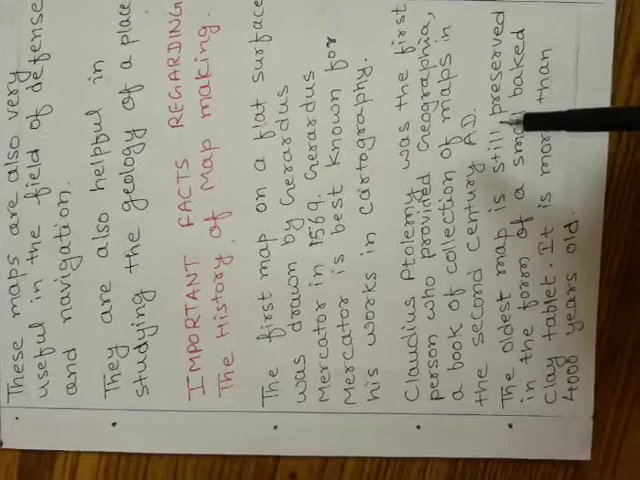 These maps are also very
useful in the field of defense
and navigation.
They are also helpful in
studying the geology of a place
IMPORTANT FACTS REGARDING
The History of Map making.
The first map on a flat surface
was drawn by Gerardus
Mercator in 1569. Gerardus
Mercator is best known for
his works in cartography.
Claudius Ptolemy was the first
person who provided Geographia,
a book of collection of maps in
the second century AD.
The oldest map is still preserved
in the form of a small baked
clay tablet. It is more than
4000 years old.